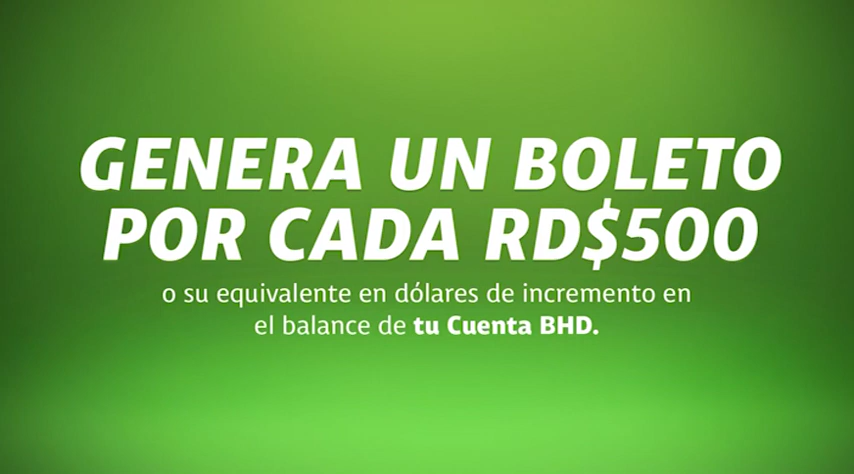 GENERA UN BOLETO
POR CADA RD$500
o su equivalente en dólares de incremento en
el balance de tu Cuenta BHD.